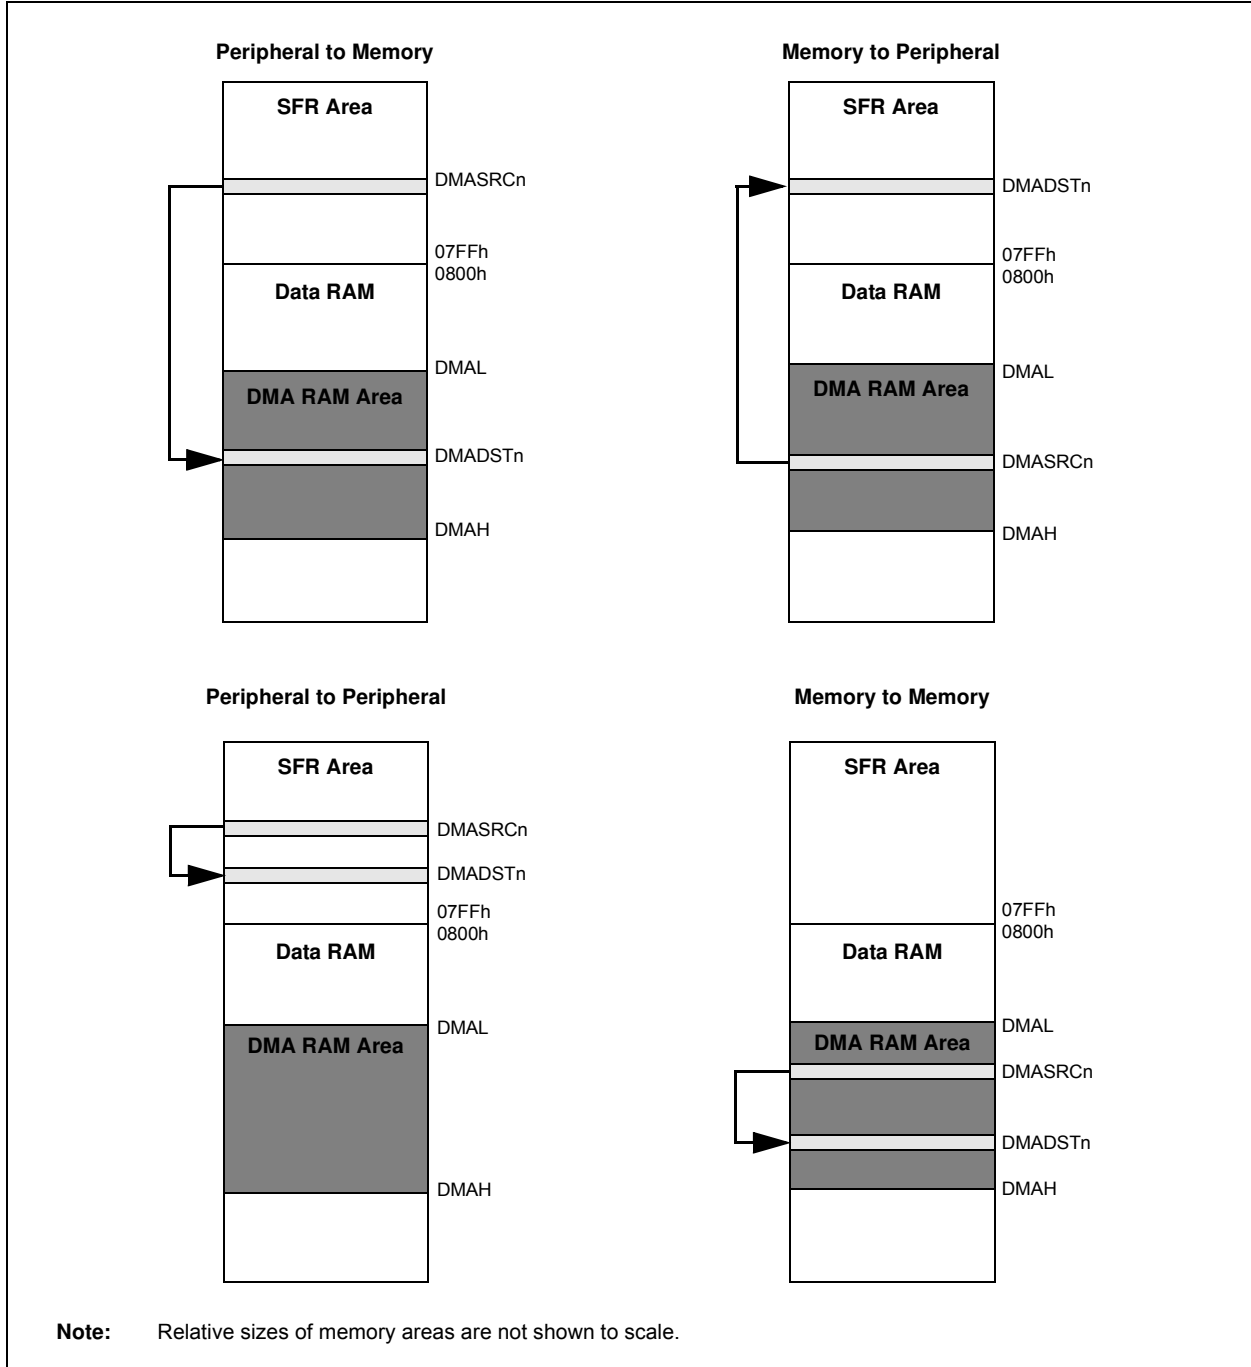 Peripheral to Memory
SFR Area
DMASRCn
07FFh
0800h
Data RAM
DMAL
DMA RAM Area
DMADSTn
DMAH
Memory to Peripheral
SFR Area
DMADSTn
07FFh
0800h
Data RAM
DMAL
DMA RAM Area
DMASRCn
DMAH
Peripheral to Peripheral
SFR Area
DMASRCn
DMADSTn
07FFh
0800h
Data RAM
DMAL
DMA RAM Area
DMAH
Memory to Memory
SFR Area
07FFh
0800h
Data RAM
DMAL
DMA RAM Area
DMASRCn
DMADSTn
DMAH
Note: Relative sizes of memory areas are not shown to scale.